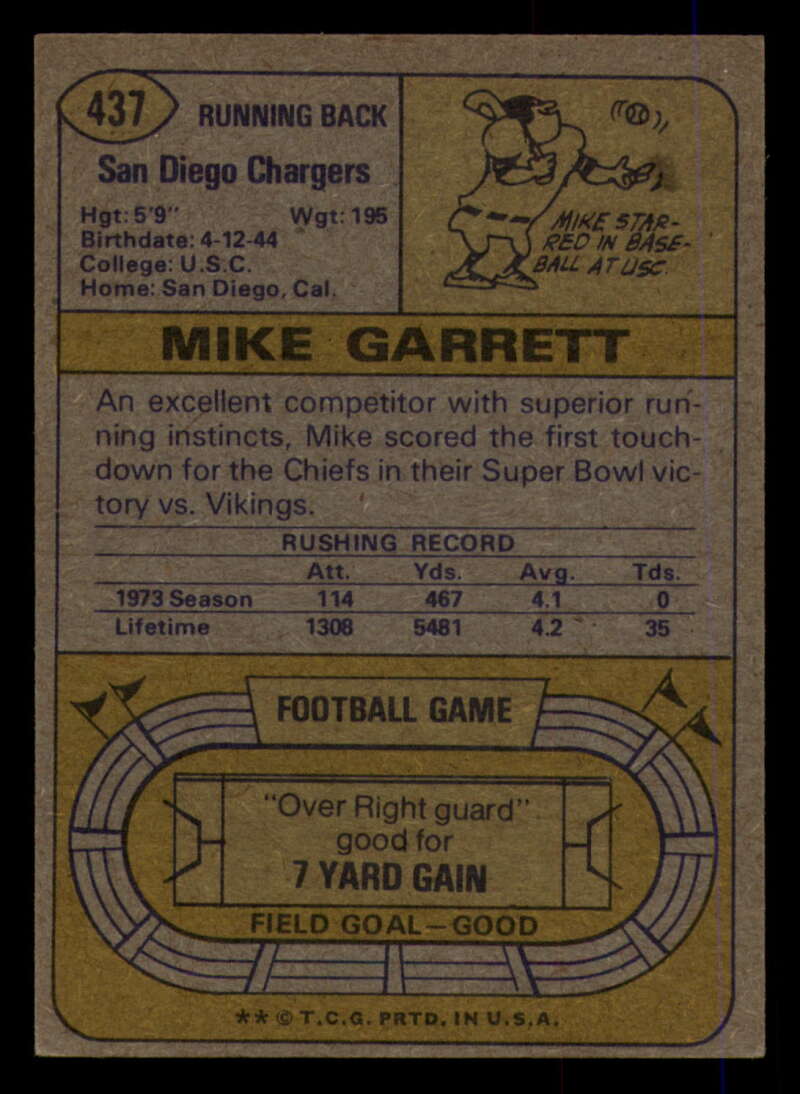 437
RUNNING BACK
San Diego Chargers
Hgt: 5'9" Wgt: 195
Birthdate: 4-12-44
College: U.S.C.
Home: San Diego, Cal.
MIKE STAR-
RED IN BASE-
BALL AT USC.
MIKE GARRETT
An excellent competitor with superior run-
ning instincts, Mike scored the first touch-
down for the Chiefs in their Super Bowl vic-
tory vs. Vikings.
RUSHING RECORD
Att. Yds. Avg. Tds.
1973 Season 114 467 4.1 0
Lifetime 1308 5481 4.2 35
FOOTBALL GAME
"Over Right guard"
good for
7 YARD GAIN
FIELD GOAL—GOOD
** © T.C.G. PRTD. IN U.S.A.